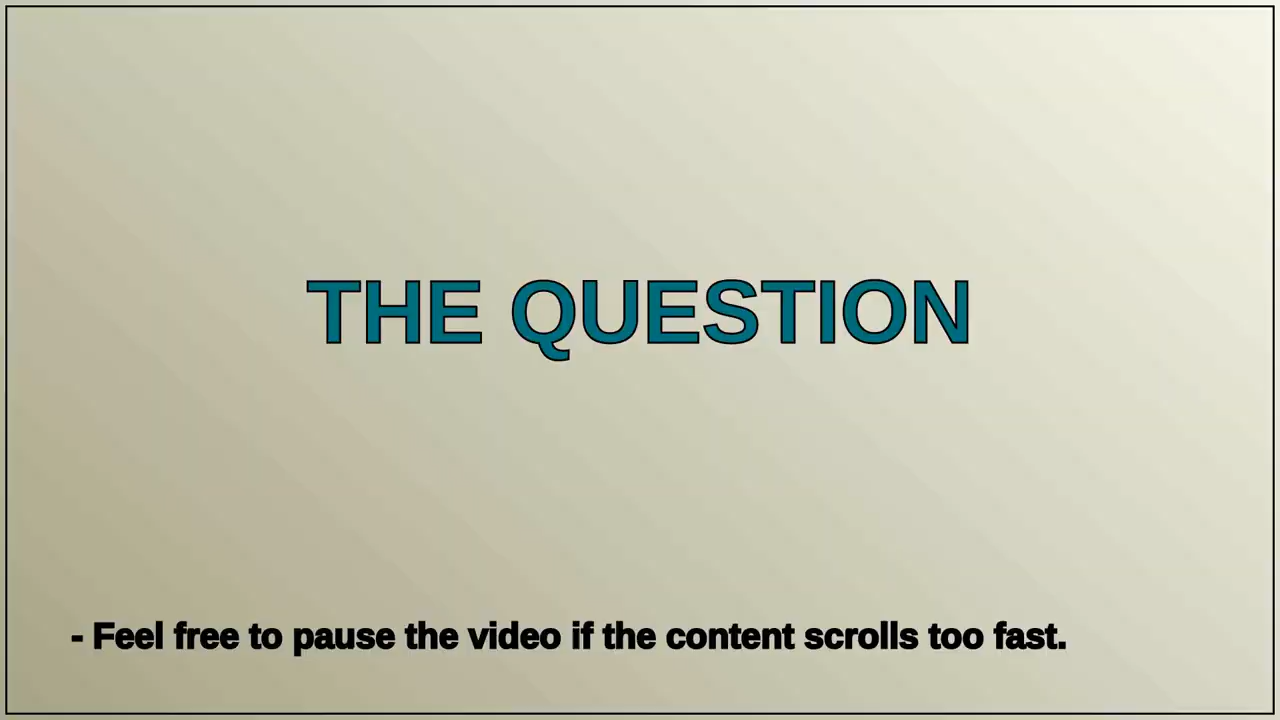 THE QUESTION
- Feel free to pause the video if the content scrolls too fast.